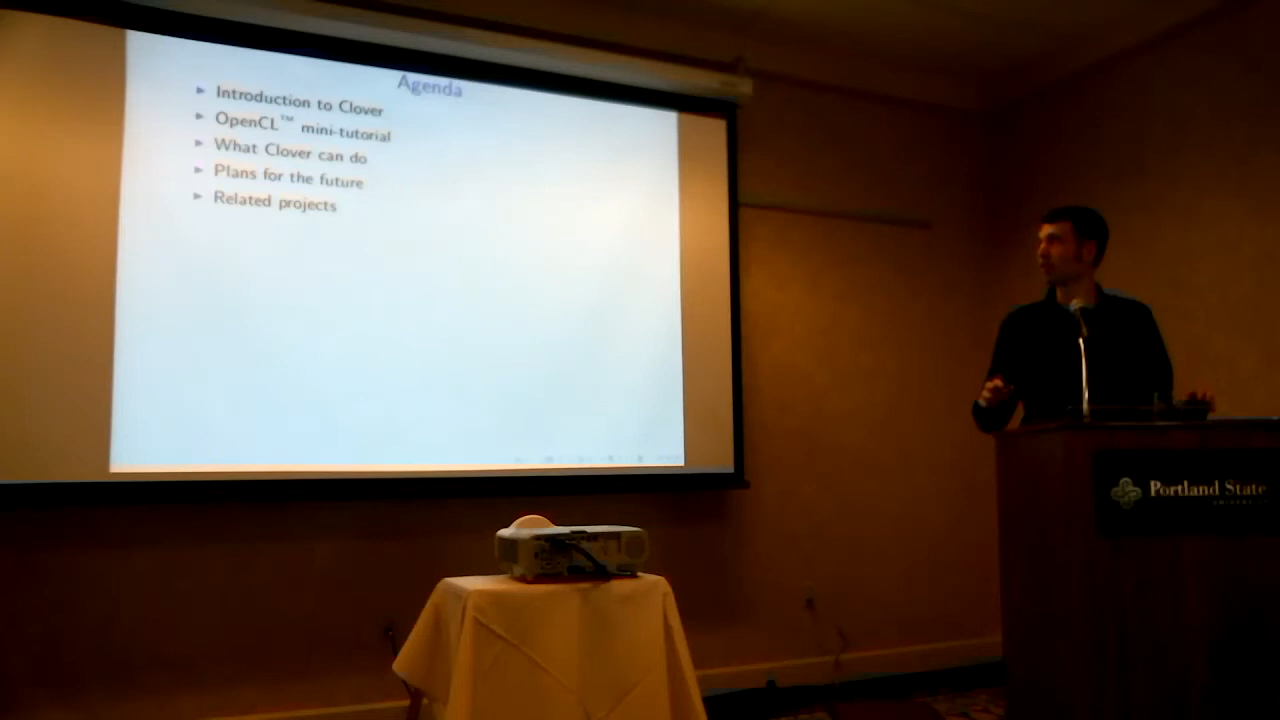 Agenda
Introduction to Clover
OpenCL™ mini-tutorial
What Clover can do
Plans for the future
Related projects
Portland State